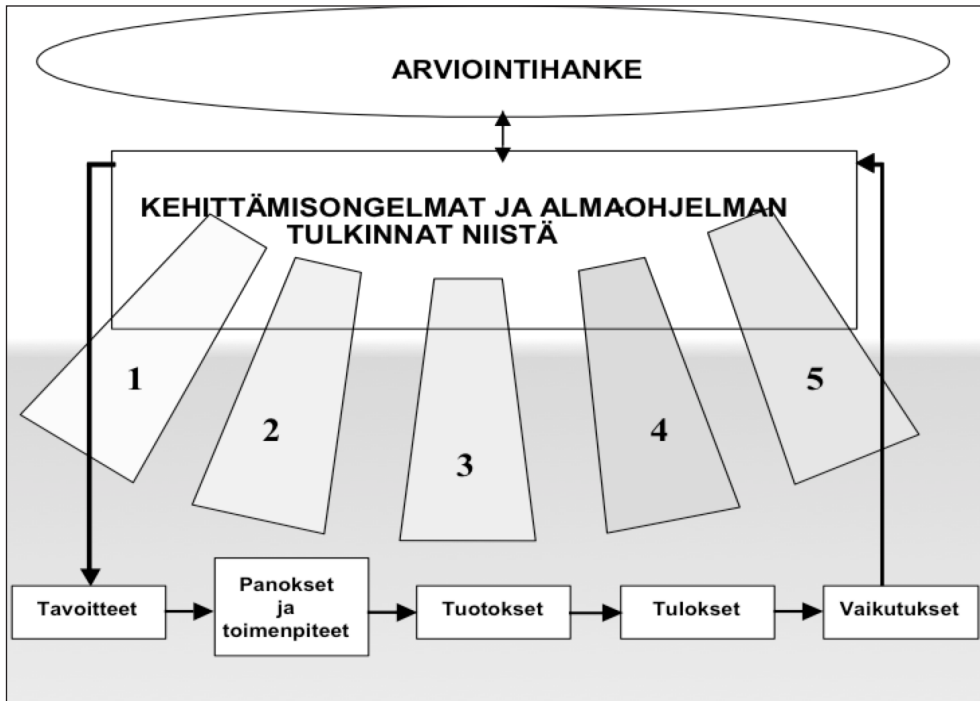 ARVIOINTIHANKE
KEHITTÄMISONGELMAT JA ALMAOHJELMAN
TULKINNAT NIISTÄ
1
2
3
4
5
Tavoitteet
Panokset
ja
toimenpiteet
Tuotokset
Tulokset
Vaikutukset